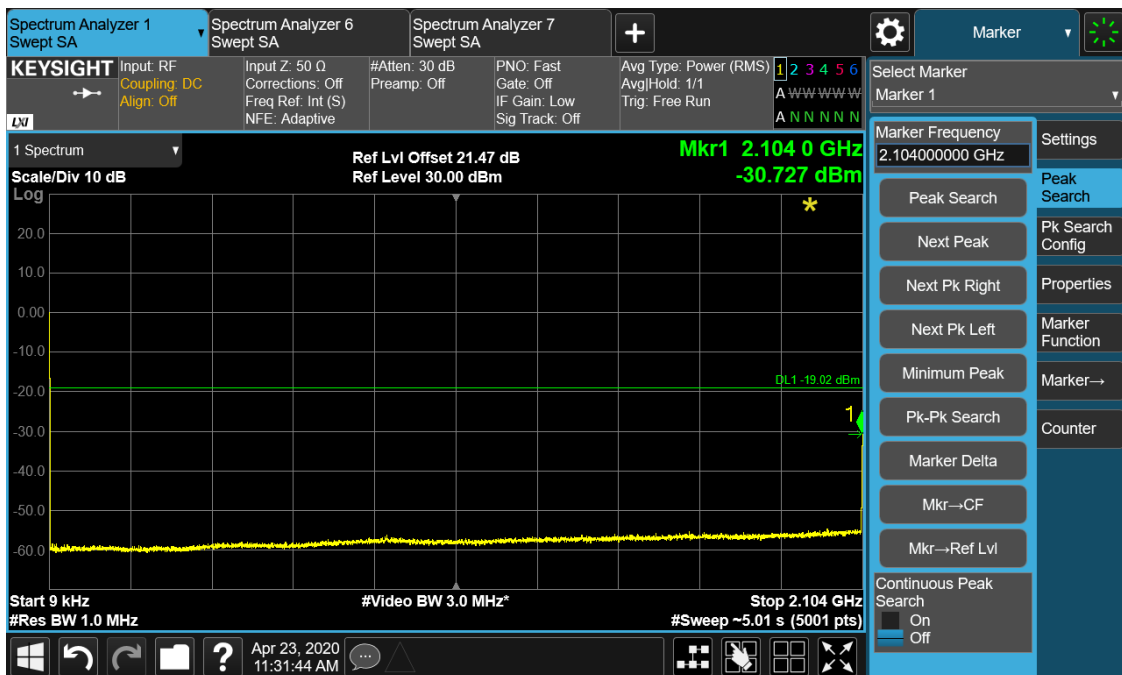 Spectrum Analyzer 1
Swept SA
Spectrum Analyzer 6
Swept SA
Spectrum Analyzer 7
Swept SA
+
Marker
KEYSIGHT
LXI
Input: RF
Coupling: DC
Align: Off
Input Z: 50 Ω
Corrections: Off
Freq Ref: Int (S)
NFE: Adaptive
#Atten: 30 dB
Preamp: Off
PNO: Fast
Gate: Off
IF Gain: Low
Sig Track: Off
Avg Type: Power (RMS)
Avg|Hold: 1/1
Trig: Free Run
1 2 3 4 5 6
A W W W W W
A N N N N N
Select Marker
Marker 1
1 Spectrum
Scale/Div 10 dB
Log
Ref Lvl Offset 21.47 dB
Ref Level 30.00 dBm
Mkr1 2.104 0 GHz
-30.727 dBm
*
20.0
10.0
0.00
-10.0
-20.0
-30.0
-40.0
-50.0
-60.0
DL1 -19.02 dBm
1
Start 9 kHz
#Res BW 1.0 MHz
#Video BW 3.0 MHz*
Stop 2.104 GHz
#Sweep ~5.01 s (5001 pts)
Marker Frequency
2.104000000 GHz
Peak Search
Next Peak
Next Pk Right
Next Pk Left
Minimum Peak
Pk-Pk Search
Marker Delta
Mkr→CF
Mkr→Ref Lvl
Continuous Peak
Search
On
Off
Settings
Peak
Search
Pk Search
Config
Properties
Marker
Function
Marker→
Counter
?
Apr 23, 2020
11:31:44 AM